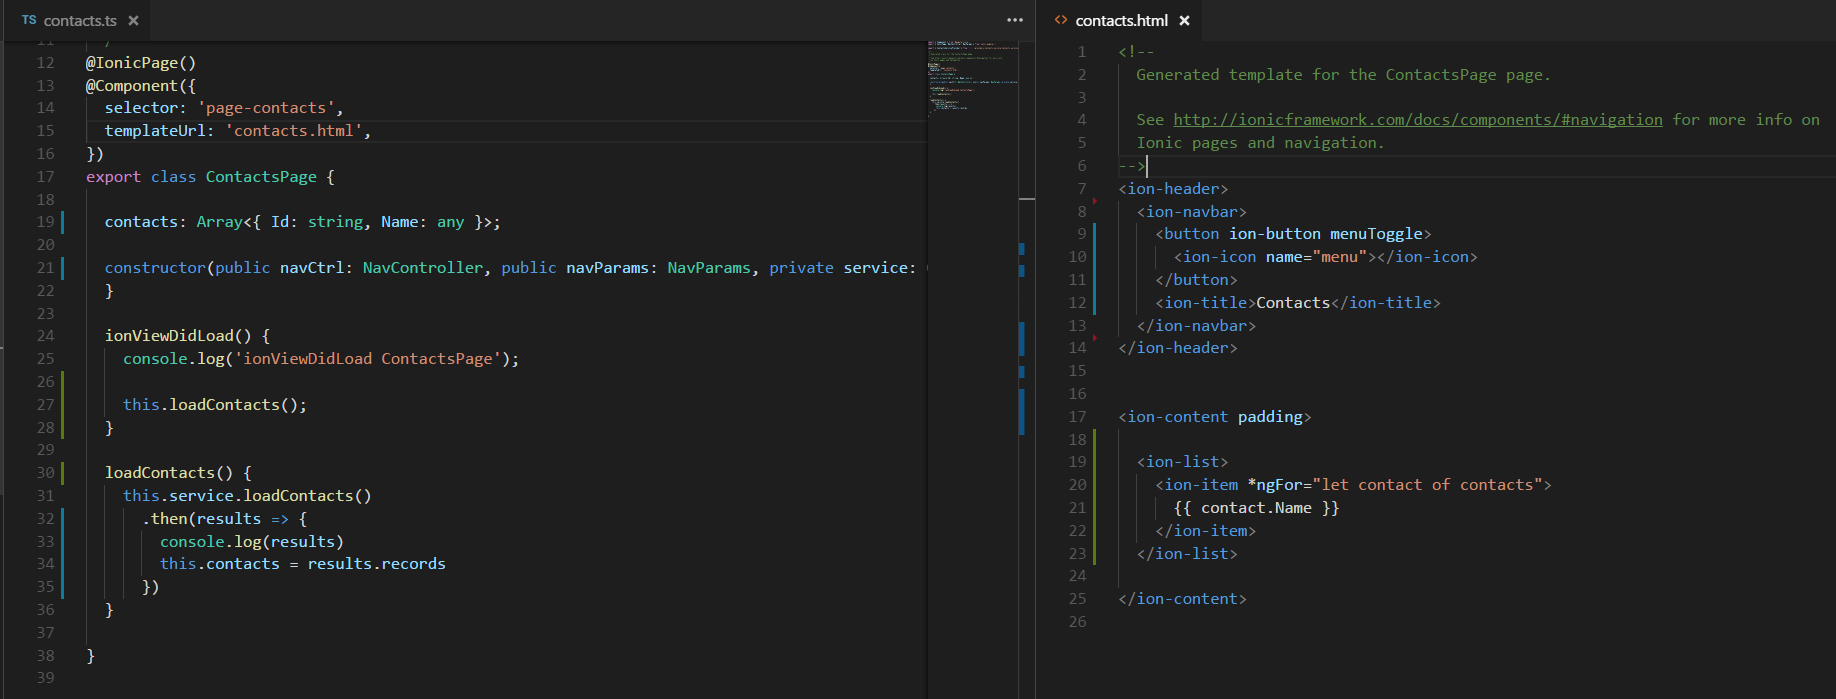 TS contacts.ts ×
11 /
12 @IonicPage()
13 @Component({
14 selector: 'page-contacts',
15 templateUrl: 'contacts.html',
16 })
17 export class ContactsPage {
18
19 contacts: Array<{ Id: string, Name: any }>;
20
21 constructor(public navCtrl: NavController, public navParams: NavParams, private service:
22 }
23
24 ionViewDidLoad() {
25 console.log('ionViewDidLoad ContactsPage');
26
27 this.loadContacts();
28 }
29
30 loadContacts() {
31 this.service.loadContacts()
32 .then(results => {
33 console.log(results)
34 this.contacts = results.records
35 })
36 }
37
38 }
39
<> contacts.html ×
1 <!--
2 Generated template for the ContactsPage page.
3
4 See http://ionicframework.com/docs/components/#navigation for more info on
5 Ionic pages and navigation.
6 -->
7 <ion-header>
8 <ion-navbar>
9 <button ion-button menuToggle>
10 <ion-icon name="menu"></ion-icon>
11 </button>
12 <ion-title>Contacts</ion-title>
13 </ion-navbar>
14 </ion-header>
15
16
17 <ion-content padding>
18
19 <ion-list>
20 <ion-item *ngFor="let contact of contacts">
21 {{ contact.Name }}
22 </ion-item>
23 </ion-list>
24
25 </ion-content>
26